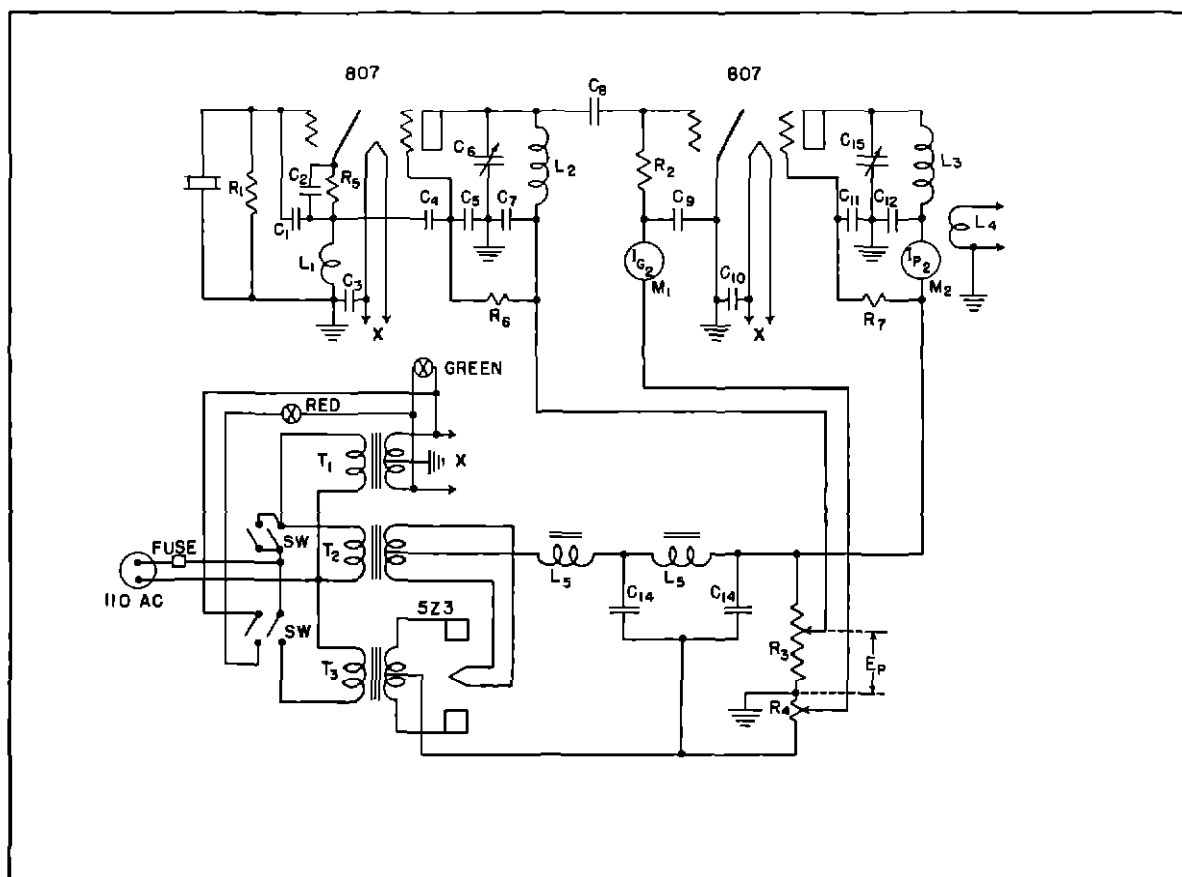 807
807
C8
C6
C15
L2
L3
R1
C2
R5
R2
C1
C4
C5
C7
C9
C11
C12
L4
L1
C3
IG2
M1
C10
IP2
M2
X
R6
X
R7
GREEN
RED
T1
X
SW
FUSE
T2
110 AC
L5
L5
C14
C14
5Z3
SW
R3
EP
T3
R4